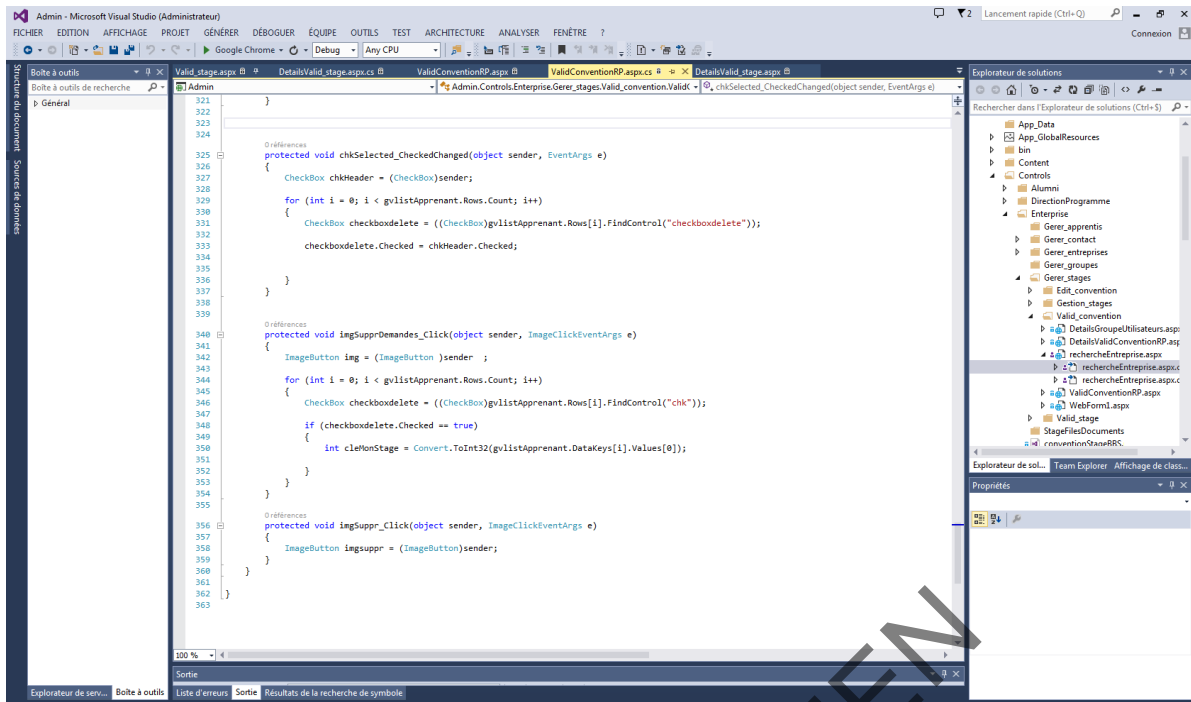 Admin - Microsoft Visual Studio (Administrateur)
2 Lancement rapide (Ctrl+Q)
FICHIER EDITION AFFICHAGE PROJET GÉNÉRER DÉBOGUER ÉQUIPE OUTILS TEST ARCHITECTURE ANALYSER FENÊTRE ?
Connexion
Google Chrome Debug Any CPU
Structure du document
Sources de données
Boîte à outils
Boîte à outils de recherche
Général
Valid_stage.aspx DetailsValid_stage.aspx.cs ValidConventionRP.aspx ValidConventionRP.aspx.cs DetailsValid_stage.aspx
Admin Admin.Controls.Enterprise.Gerer_stages.Valid_convention.Valid chkSelected_CheckedChanged(object sender, EventArgs e)
321 }
322
323
324
0 références
325 protected void chkSelected_CheckedChanged(object sender, EventArgs e)
326 {
327 CheckBox chkHeader = (CheckBox)sender;
328
329 for (int i = 0; i < gvlistApprenant.Rows.Count; i++)
330 {
331 CheckBox checkboxdelete = ((CheckBox)gvlistApprenant.Rows[i].FindControl("checkboxdelete"));
332
333 checkboxdelete.Checked = chkHeader.Checked;
334
335
336 }
337 }
338
339
0 références
340 protected void imgSupprDemandes_Click(object sender, ImageClickEventArgs e)
341 {
342 ImageButton img = (ImageButton )sender ;
343
344 for (int i = 0; i < gvlistApprenant.Rows.Count; i++)
345 {
346 CheckBox checkboxdelete = ((CheckBox)gvlistApprenant.Rows[i].FindControl("chk"));
347
348 if (checkboxdelete.Checked == true)
349 {
350 int cleMonStage = Convert.ToInt32(gvlistApprenant.DataKeys[i].Values[0]);
351
352 }
353 }
354 }
355
0 références
356 protected void imgSuppr_Click(object sender, ImageClickEventArgs e)
357 {
358 ImageButton imgsuppr = (ImageButton)sender;
359 }
360 }
361
362 }
363
100 %
Sortie
Explorateur de serv... Boîte à outils Liste d'erreurs Sortie Résultats de la recherche de symbole
Explorateur de solutions
Rechercher dans l'Explorateur de solutions (Ctrl+$)
App_Data
App_GlobalResources
bin
Content
Controls
Alumni
DirectionProgramme
Enterprise
Gerer_apprentis
Gerer_contact
Gerer_entreprises
Gerer_groupes
Gerer_stages
Edit_convention
Gestion_stages
Valid_convention
DetailsGroupeUtilisateurs.aspx
DetailsValidConventionRP.asp
rechercheEntreprise.aspx
rechercheEntreprise.aspx.c
rechercheEntreprise.aspx.c
ValidConventionRP.aspx
WebForm1.aspx
Valid_stage
StageFilesDocuments
conventionStageBBS.
Explorateur de sol... Team Explorer Affichage de class...
Propriétés